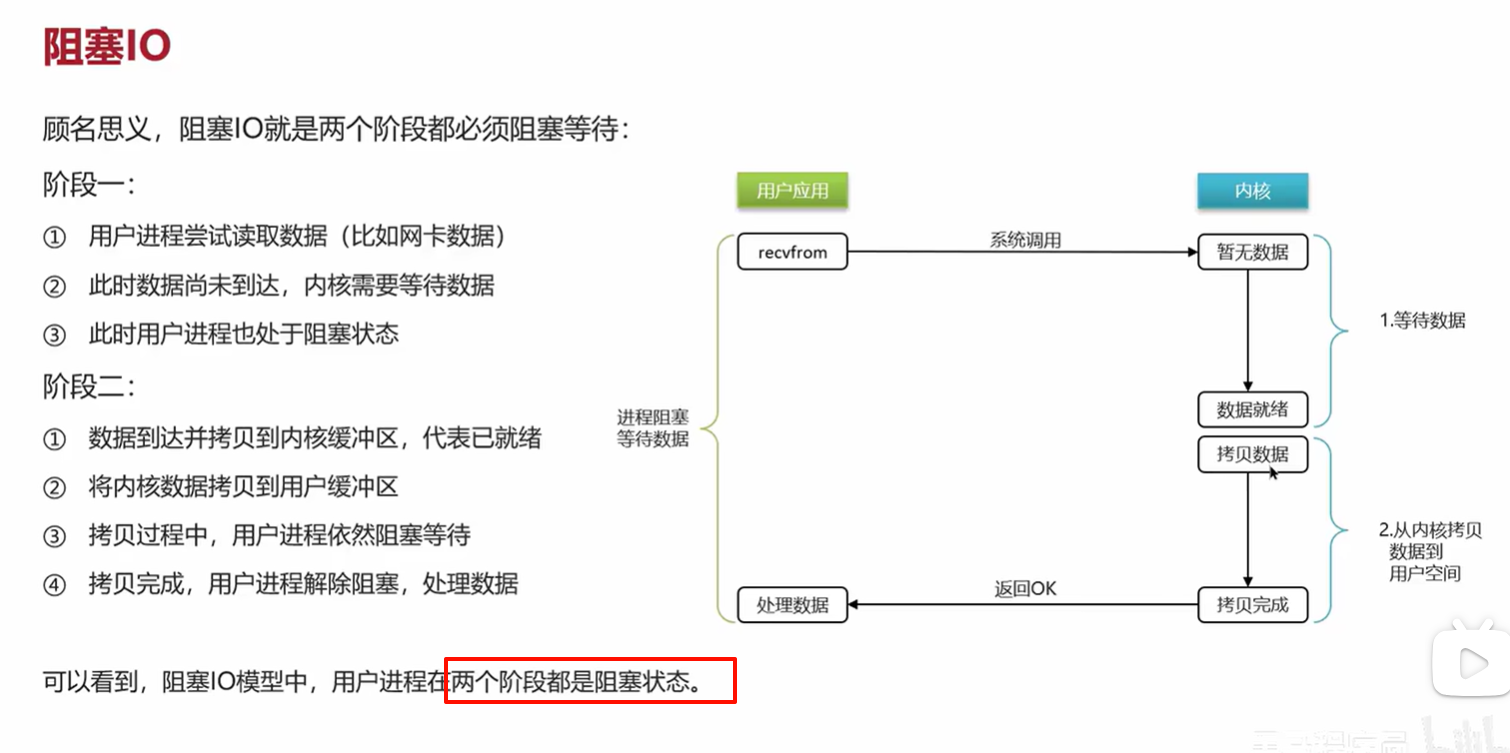 阻塞IO
顾名思义，阻塞IO就是两个阶段都必须阻塞等待：
阶段一：
① 用户进程尝试读取数据（比如网卡数据）
② 此时数据尚未到达，内核需要等待数据
③ 此时用户进程也处于阻塞状态
阶段二：
① 数据到达并拷贝到内核缓冲区，代表已就绪
② 将内核数据拷贝到用户缓冲区
③ 拷贝过程中，用户进程依然阻塞等待
④ 拷贝完成，用户进程解除阻塞，处理数据
可以看到，阻塞IO模型中，用户进程在两个阶段都是阻塞状态。
用户应用
内核
recvfrom
系统调用
暂无数据
1.等待数据
数据就绪
进程阻塞
等待数据
拷贝数据
2.从内核拷贝
数据到
用户空间
返回OK
处理数据
拷贝完成